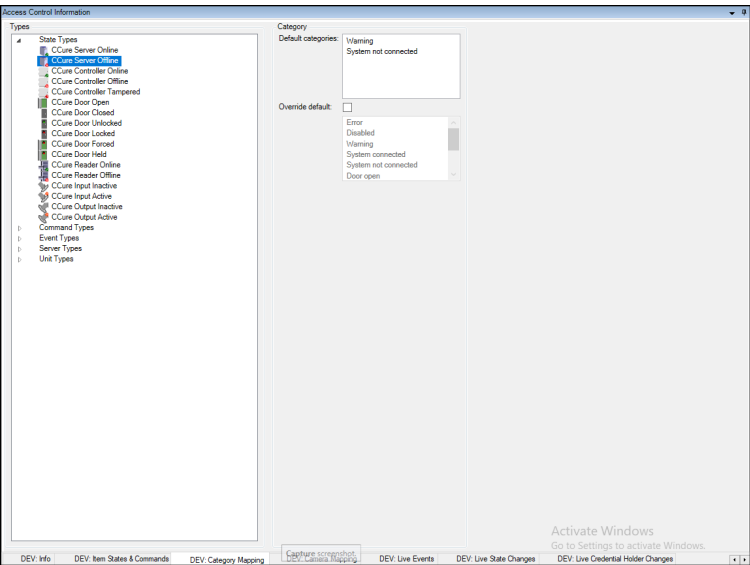 Access Control Information
Types
State Types
CCure Server Online
CCure Server Offline
CCure Controller Online
CCure Controller Offline
CCure Controller Tampered
CCure Door Open
CCure Door Closed
CCure Door Unlocked
CCure Door Locked
CCure Door Forced
CCure Door Held
CCure Reader Online
CCure Reader Offline
CCure Input Inactive
CCure Input Active
CCure Output Inactive
CCure Output Active
Command Types
Event Types
Server Types
Unit Types
Category
Default categories:
Warning
System not connected
Override default:
Error
Disabled
Warning
System connected
System not connected
Door open
Activate Windows
Go to Settings to activate Windows.
Capture screenshot.
DEV: Info
DEV: Item States & Commands
DEV: Category Mapping
DEV: Camera Mapping
DEV: Live Events
DEV: Live State Changes
DEV: Live Credential Holder Changes